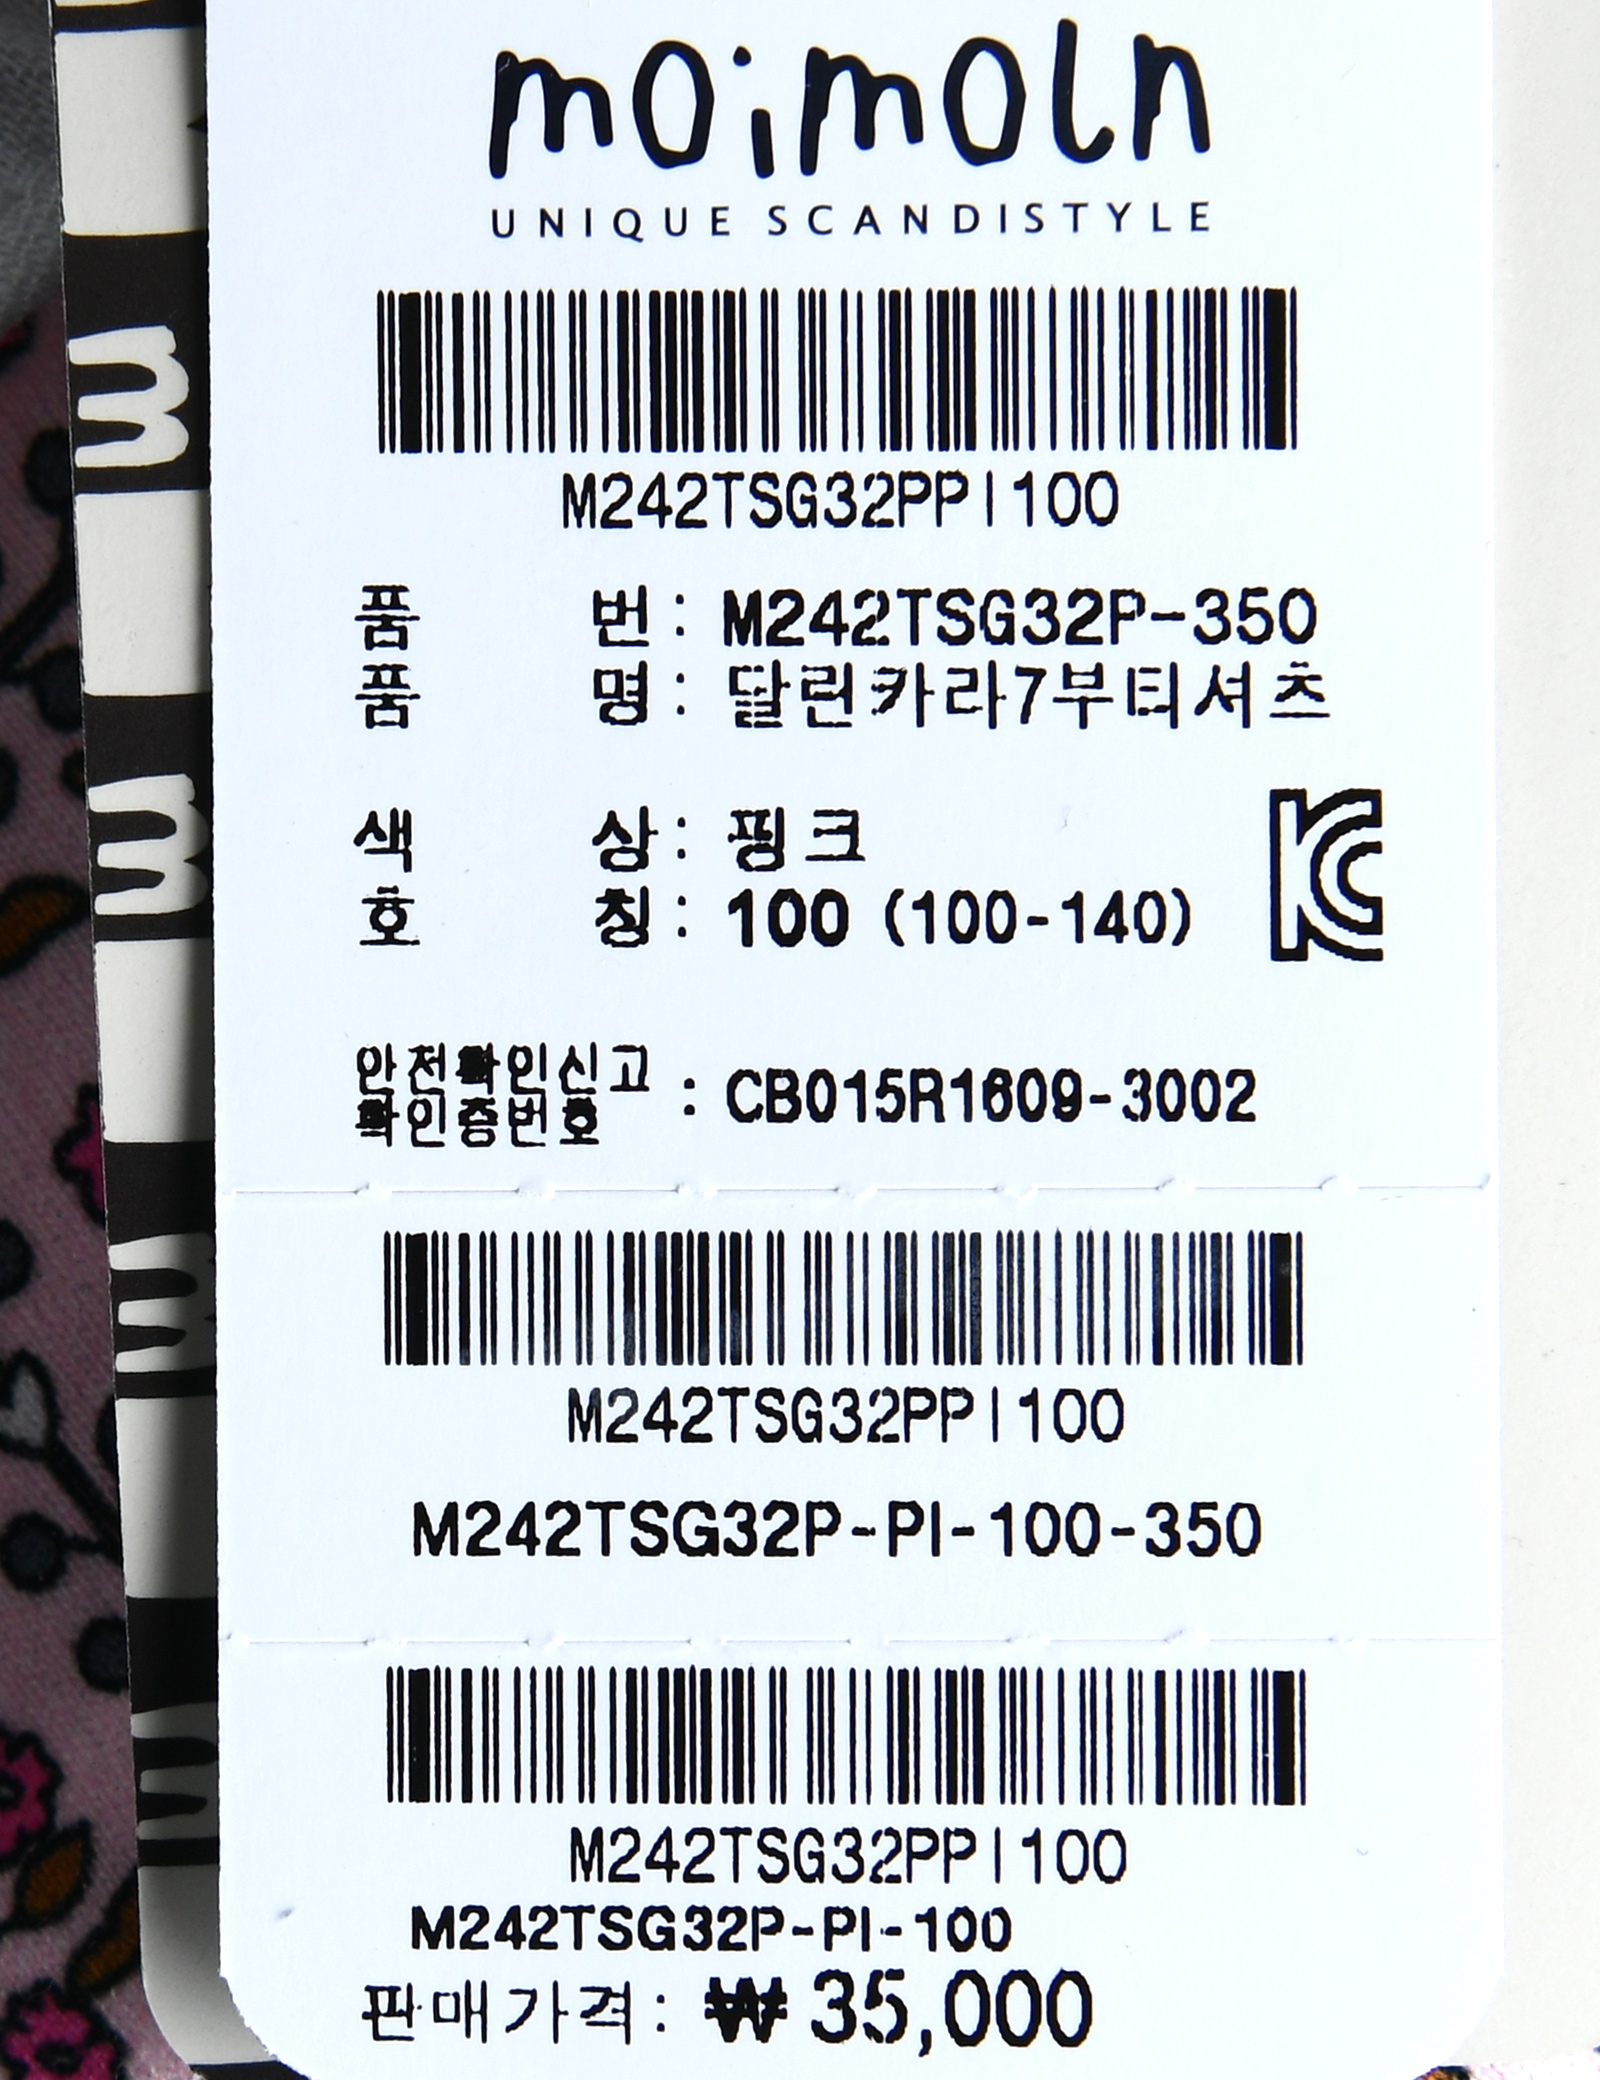 moimoln
UNIQUE SCANDISTYLE
M242TSG32PPI100
품 번 : M242TSG32P-350
품 명 : 달린카라7부티셔츠
색 상 : 핑크
호 칭 : 100 (100-140)
KC
안전확인신고
확인증번호 : CB015R1609-3002
M242TSG32PPI100
M242TSG32P-PI-100-350
M242TSG32PPI100
M242TSG32P-PI-100
판매가격 : ₩35,000